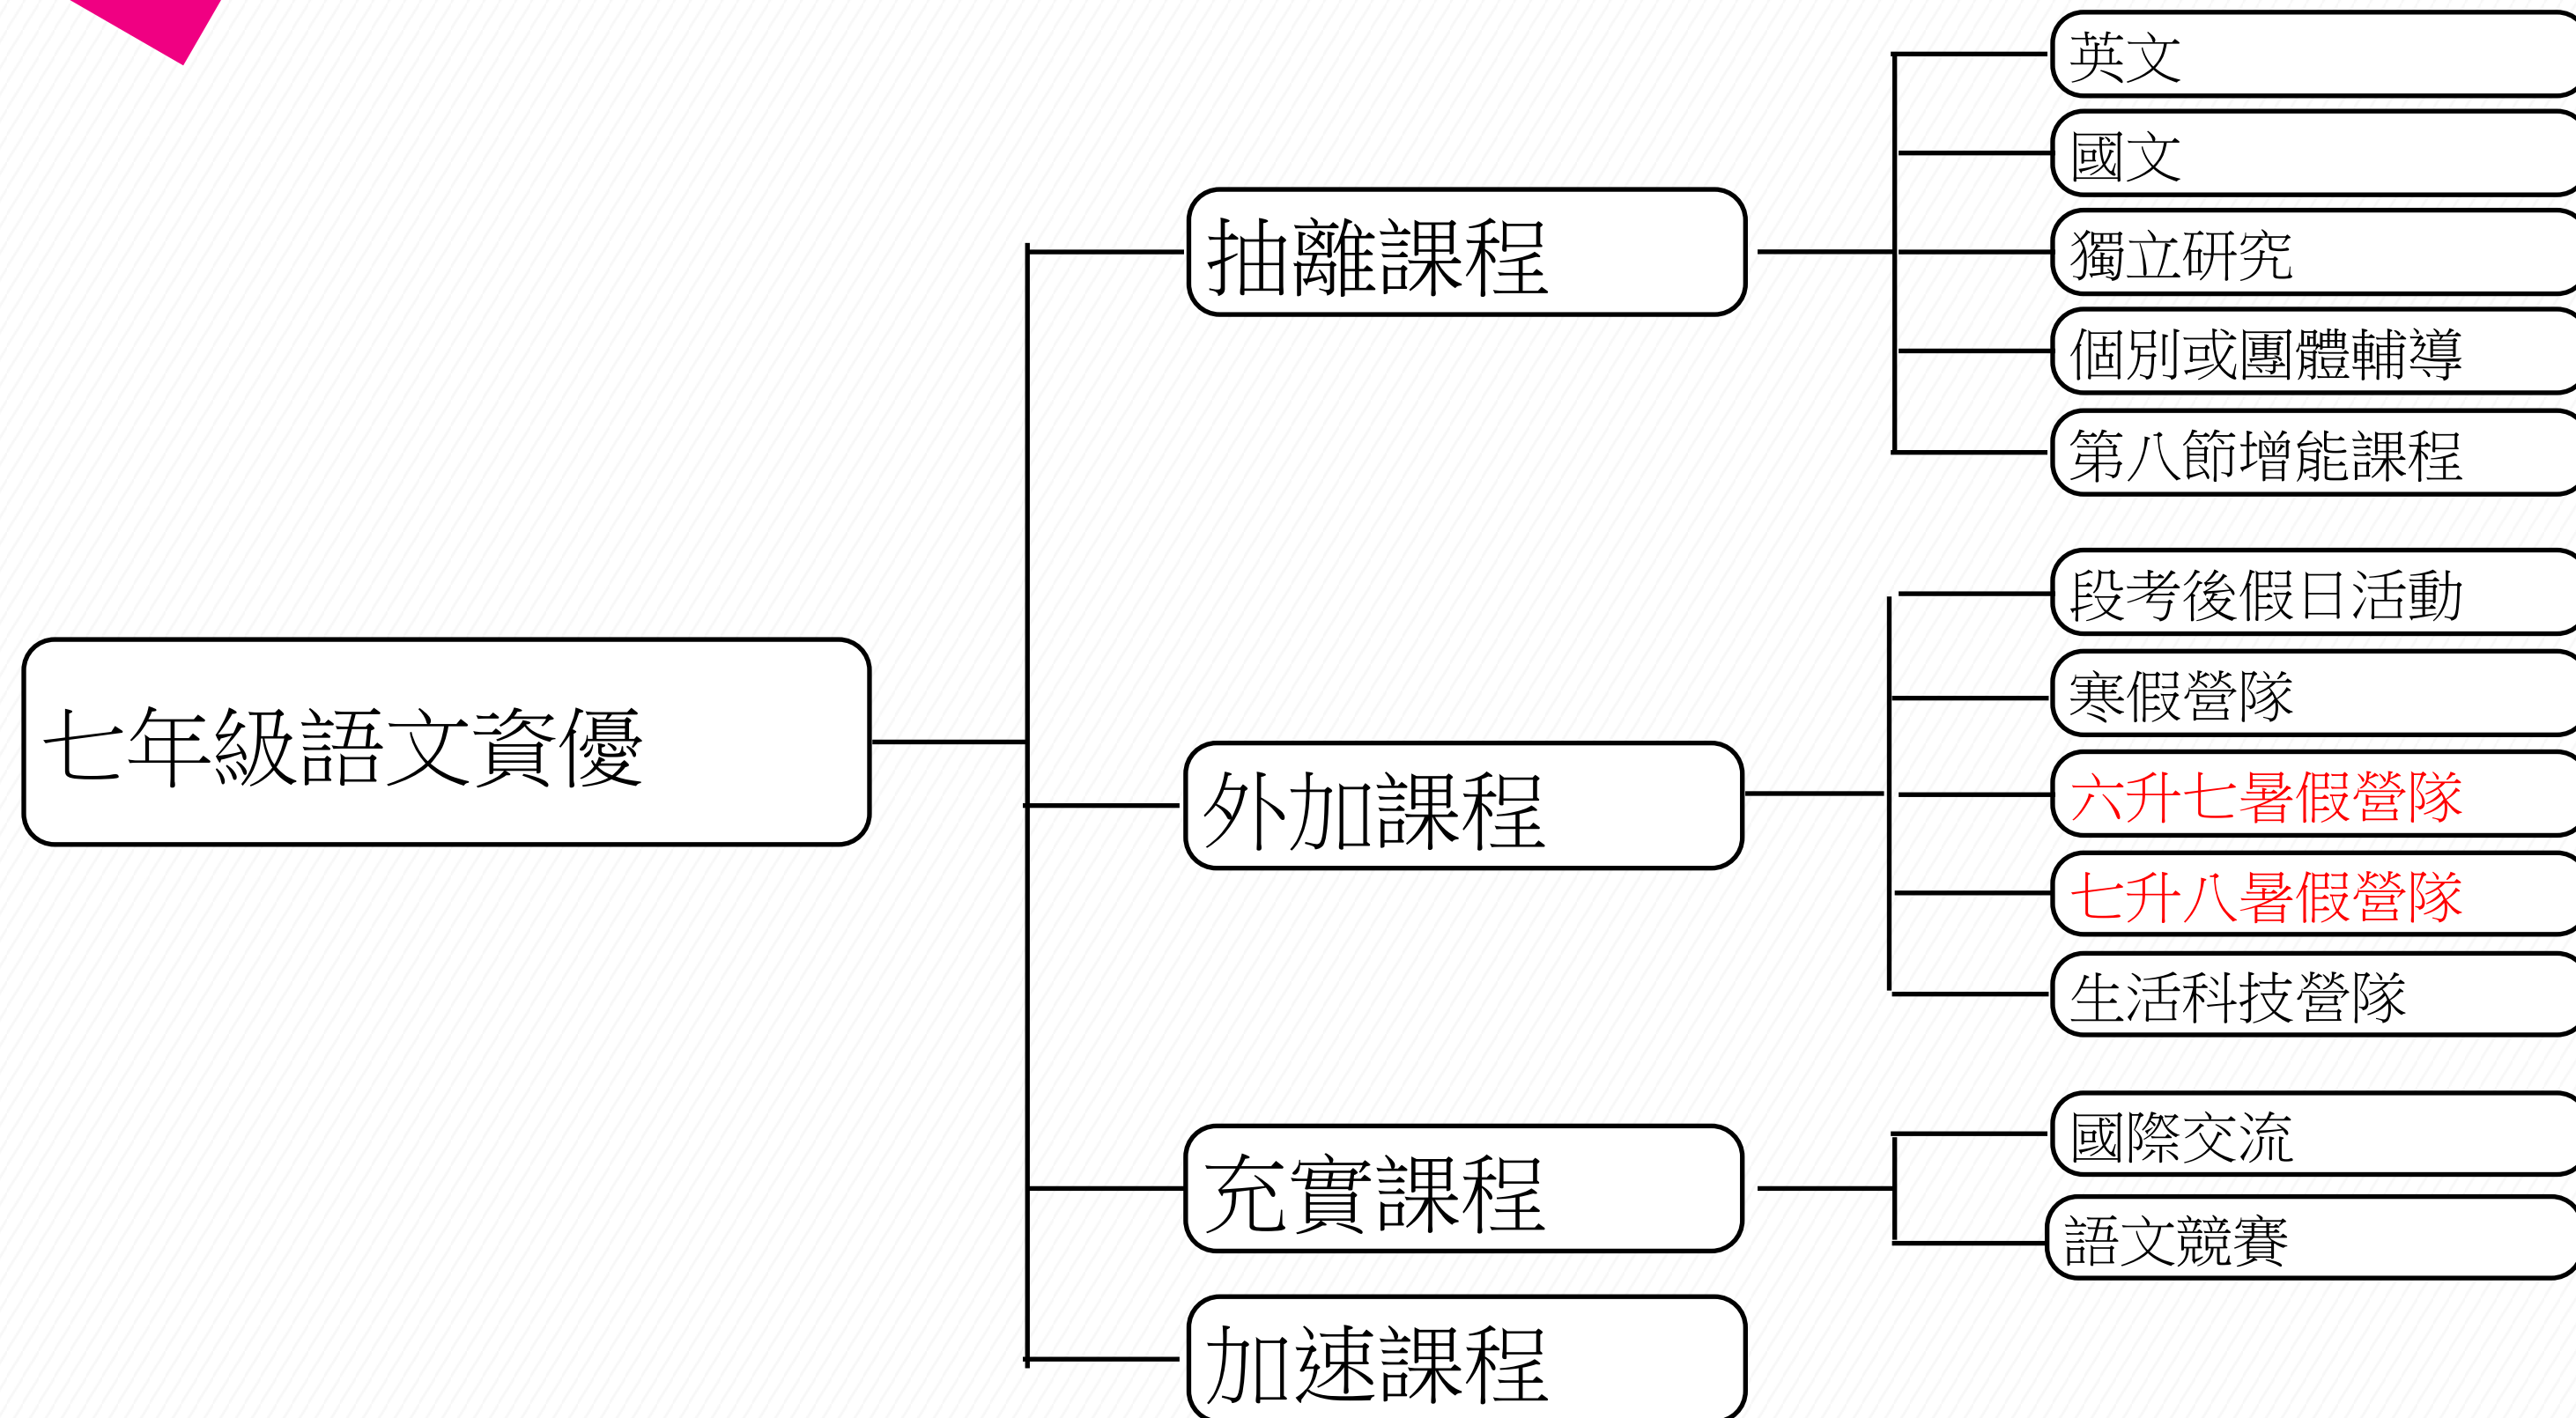 七年級語文資優
抽離課程
英文
國文
獨立研究
個別或團體輔導
第八節增能課程
外加課程
段考後假日活動
寒假營隊
六升七暑假營隊
七升八暑假營隊
生活科技營隊
充實課程
國際交流
語文競賽
加速課程